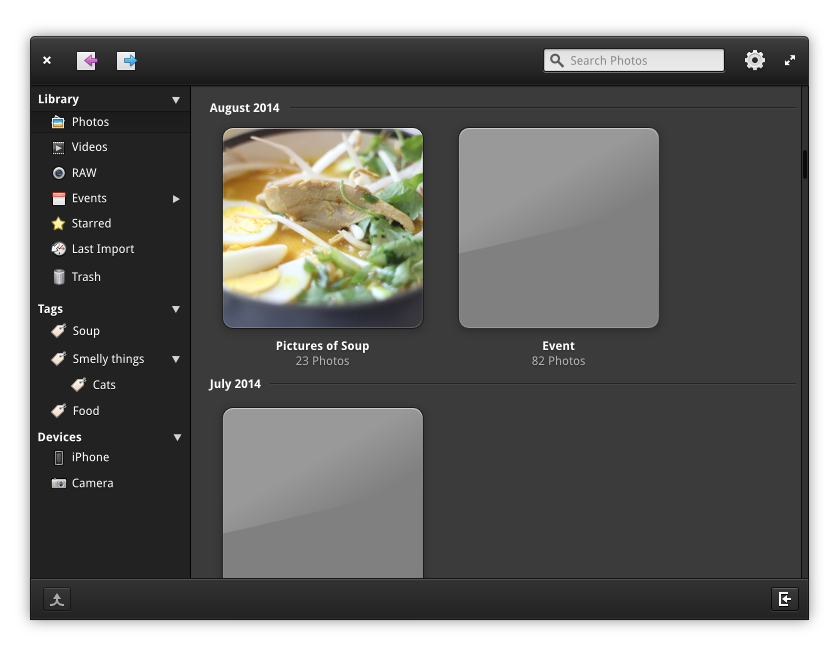 Search Photos
Library
Photos
Videos
RAW
Events
Starred
Last Import
Trash
Tags
Soup
Smelly things
Cats
Food
Devices
iPhone
Camera
August 2014
Pictures of Soup
23 Photos
Event
82 Photos
July 2014